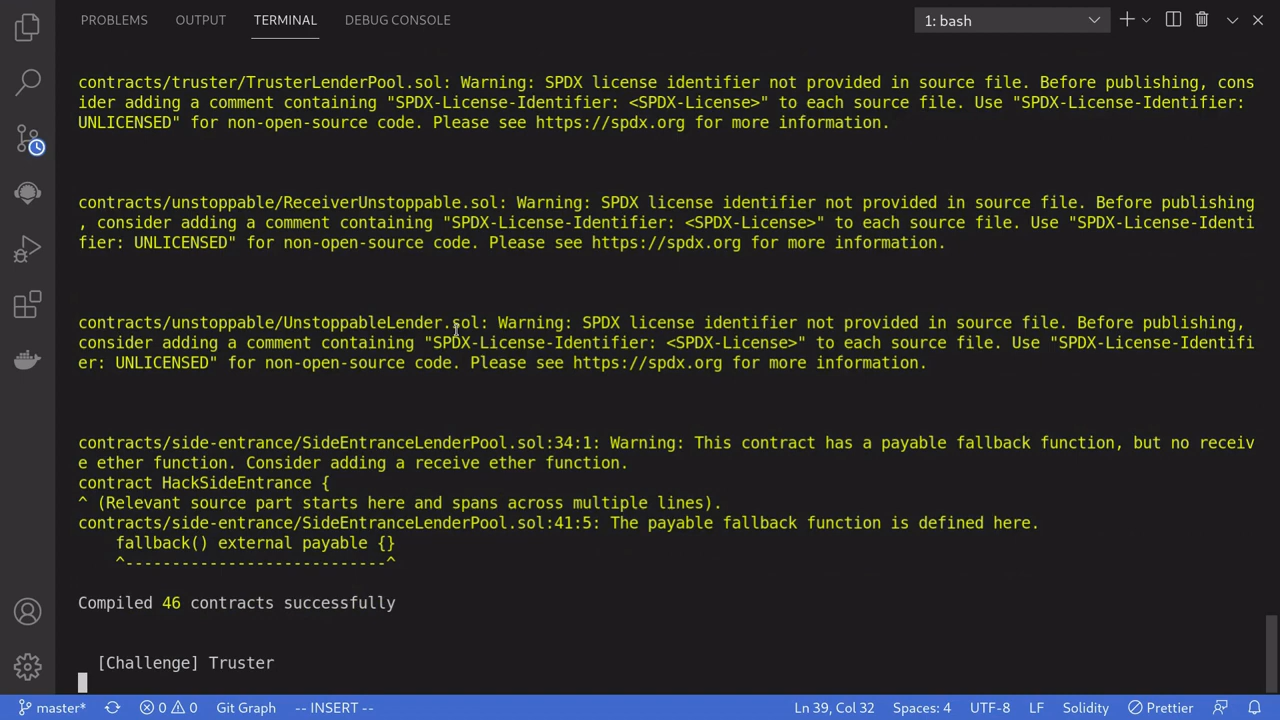 PROBLEMS OUTPUT TERMINAL DEBUG CONSOLE 1: bash
contracts/truster/TrusterLenderPool.sol: Warning: SPDX license identifier not provided in source file. Before publishing, cons
ider adding a comment containing "SPDX-License-Identifier: <SPDX-License>" to each source file. Use "SPDX-License-Identifier:
UNLICENSED" for non-open-source code. Please see https://spdx.org for more information.
contracts/unstoppable/ReceiverUnstoppable.sol: Warning: SPDX license identifier not provided in source file. Before publishing
, consider adding a comment containing "SPDX-License-Identifier: <SPDX-License>" to each source file. Use "SPDX-License-Identi
fier: UNLICENSED" for non-open-source code. Please see https://spdx.org for more information.
contracts/unstoppable/UnstoppableLender.sol: Warning: SPDX license identifier not provided in source file. Before publishing,
consider adding a comment containing "SPDX-License-Identifier: <SPDX-License>" to each source file. Use "SPDX-License-Identifi
er: UNLICENSED" for non-open-source code. Please see https://spdx.org for more information.
contracts/side-entrance/SideEntranceLenderPool.sol:34:1: Warning: This contract has a payable fallback function, but no receiv
e ether function. Consider adding a receive ether function.
contract HackSideEntrance {
^ (Relevant source part starts here and spans across multiple lines).
contracts/side-entrance/SideEntranceLenderPool.sol:41:5: The payable fallback function is defined here.
fallback() external payable {}
^---------------------------^
Compiled 46 contracts successfully
[Challenge] Truster
master* 0 0 Git Graph -- INSERT -- Ln 39, Col 32 Spaces: 4 UTF-8 LF Solidity Prettier